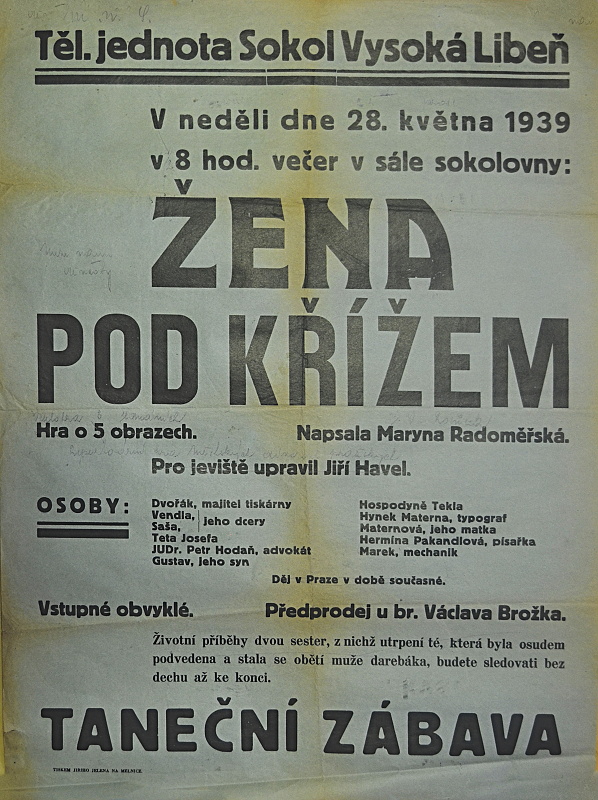 Těl. jednota Sokol Vysoká Libeň
V neděli dne 28. května 1939
v 8 hod. večer v sále sokolovny:
ŽENA
POD KŘÍŽEM
Hra o 5 obrazech. Napsala Maryna Radoměřská.
Pro jeviště upravil Jiří Havel.
OSOBY:
Dvořák, majitel tiskárny
Vendla,
Saša, jeho dcery
Teta Josefa
JUDr. Petr Hodaň, advokát
Gustav, jeho syn
Hospodyně Tekla
Hynek Materna, typograf
Maternová, jeho matka
Hermína Pakandlová, písařka
Marek, mechanik
Děj v Praze v době současné.
Vstupné obvyklé. Předprodej u br. Václava Brožka.
Životní příběhy dvou sester, z nichž utrpení té, která byla osudem
podvedena a stala se obětí muže darebáka, budete sledovati bez
dechu až ke konci.
TANEČNÍ ZÁBAVA
TISKEM JIŘÍHO JELENA NA MĚLNICE